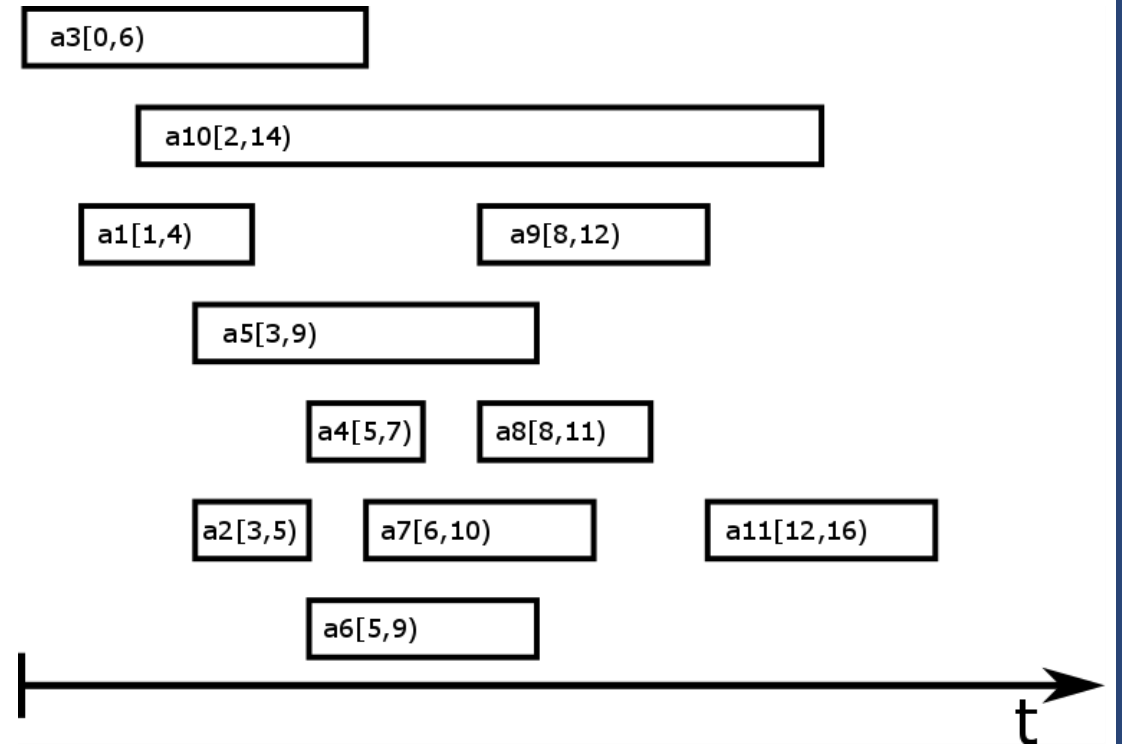 a3[0,6)
a10[2,14)
a1[1,4)
a9[8,12)
a5[3,9)
a4[5,7)
a8[8,11)
a2[3,5)
a7[6,10)
a11[12,16)
a6[5,9)
t